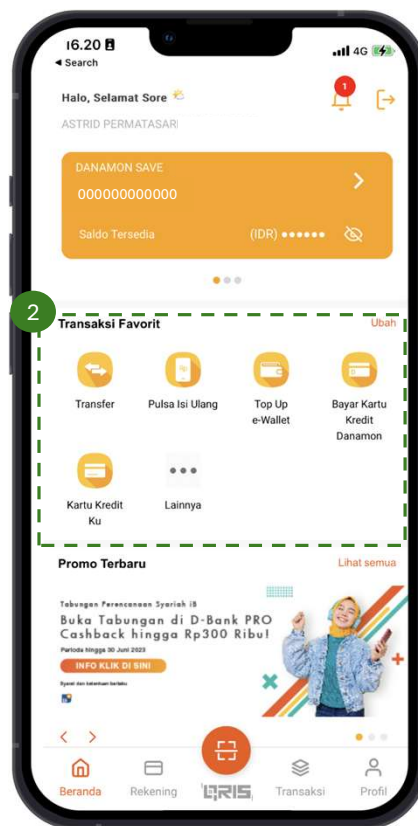 16.20
4G
Search
1
Halo, Selamat Sore
ASTRID PERMATASARI
DANAMON SAVE
000000000000
Saldo Tersedia (IDR) ●●●●●●
2
Transaksi Favorit Ubah
Transfer
Pulsa Isi Ulang
Top Up
e-Wallet
Bayar Kartu
Kredit
Danamon
Kartu Kredit
Ku
Lainnya
Promo Terbaru Lihat semua
Tabungan Perencanaan Syariah iB
Buka Tabungan di D-Bank PRO
Cashback hingga Rp300 Ribu!
Periode hingga 30 Juni 2023
INFO KLIK DI SINI
Syarat dan ketentuan berlaku
Beranda Rekening QRIS Transaksi Profil